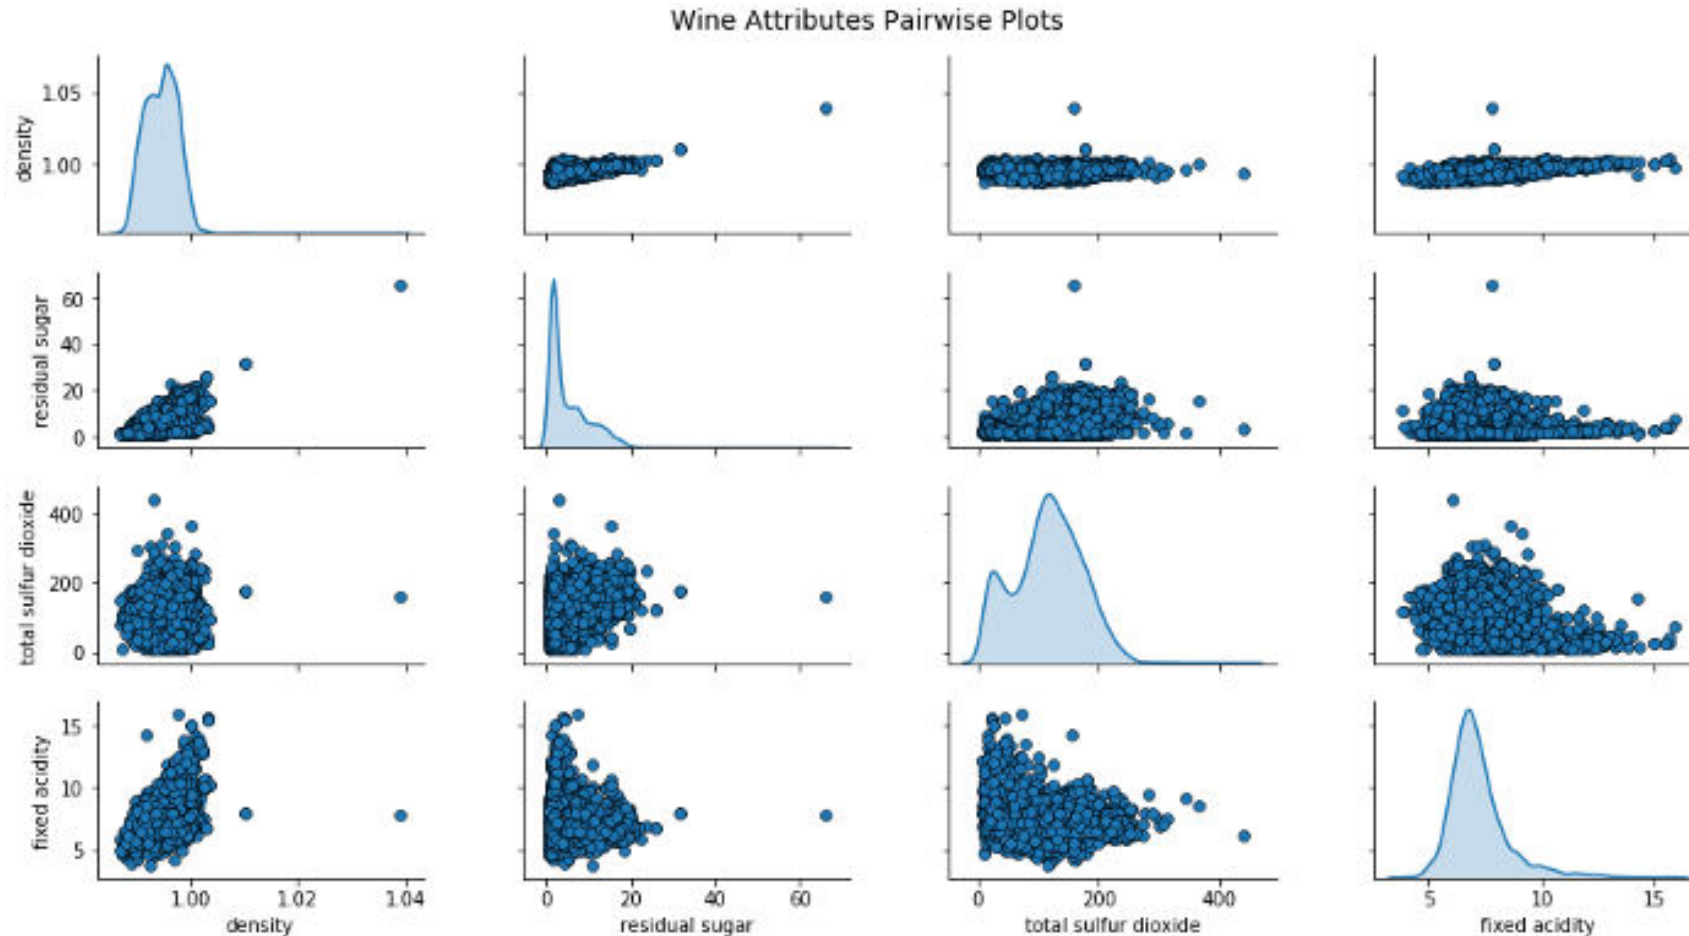 Wine Attributes Pairwise Plots
density
1.05
1.00
residual sugar
60
40
20
0
total sulfur dioxide
400
200
0
fixed acidity
15
10
5
1.00 1.02 1.04
density
0 20 40 60
residual sugar
0 200 400
total sulfur dioxide
5 10 15
fixed acidity